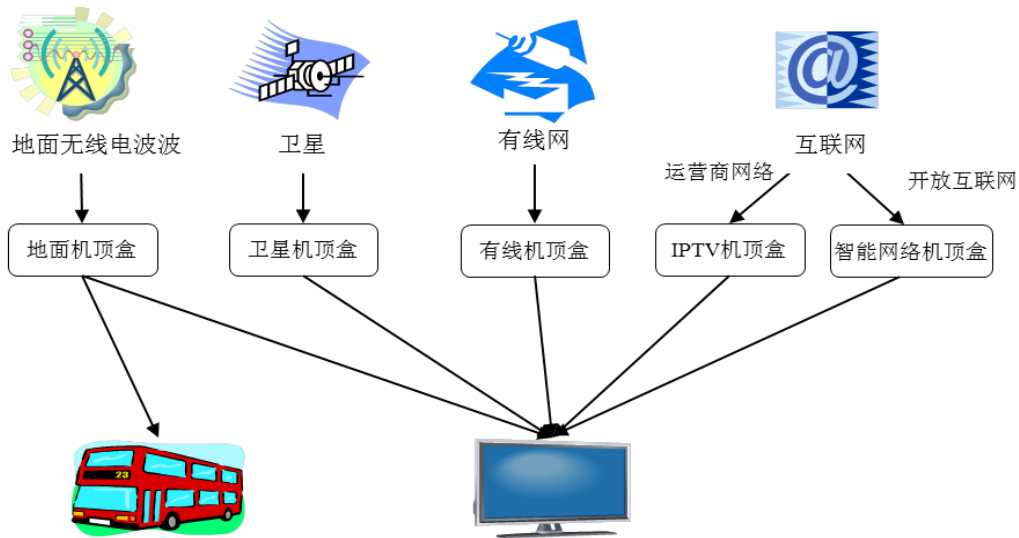 地面无线电波波
卫星
有线网
互联网
运营商网络
开放互联网
地面机顶盒
卫星机顶盒
有线机顶盒
IPTV机顶盒
智能网络机顶盒
23